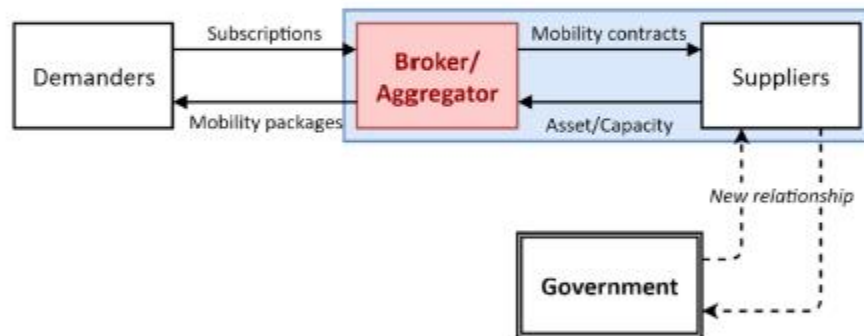 Subscriptions
Mobility contracts
Demanders
Broker/
Aggregator
Suppliers
Mobility packages
Asset/Capacity
New relationship
Government